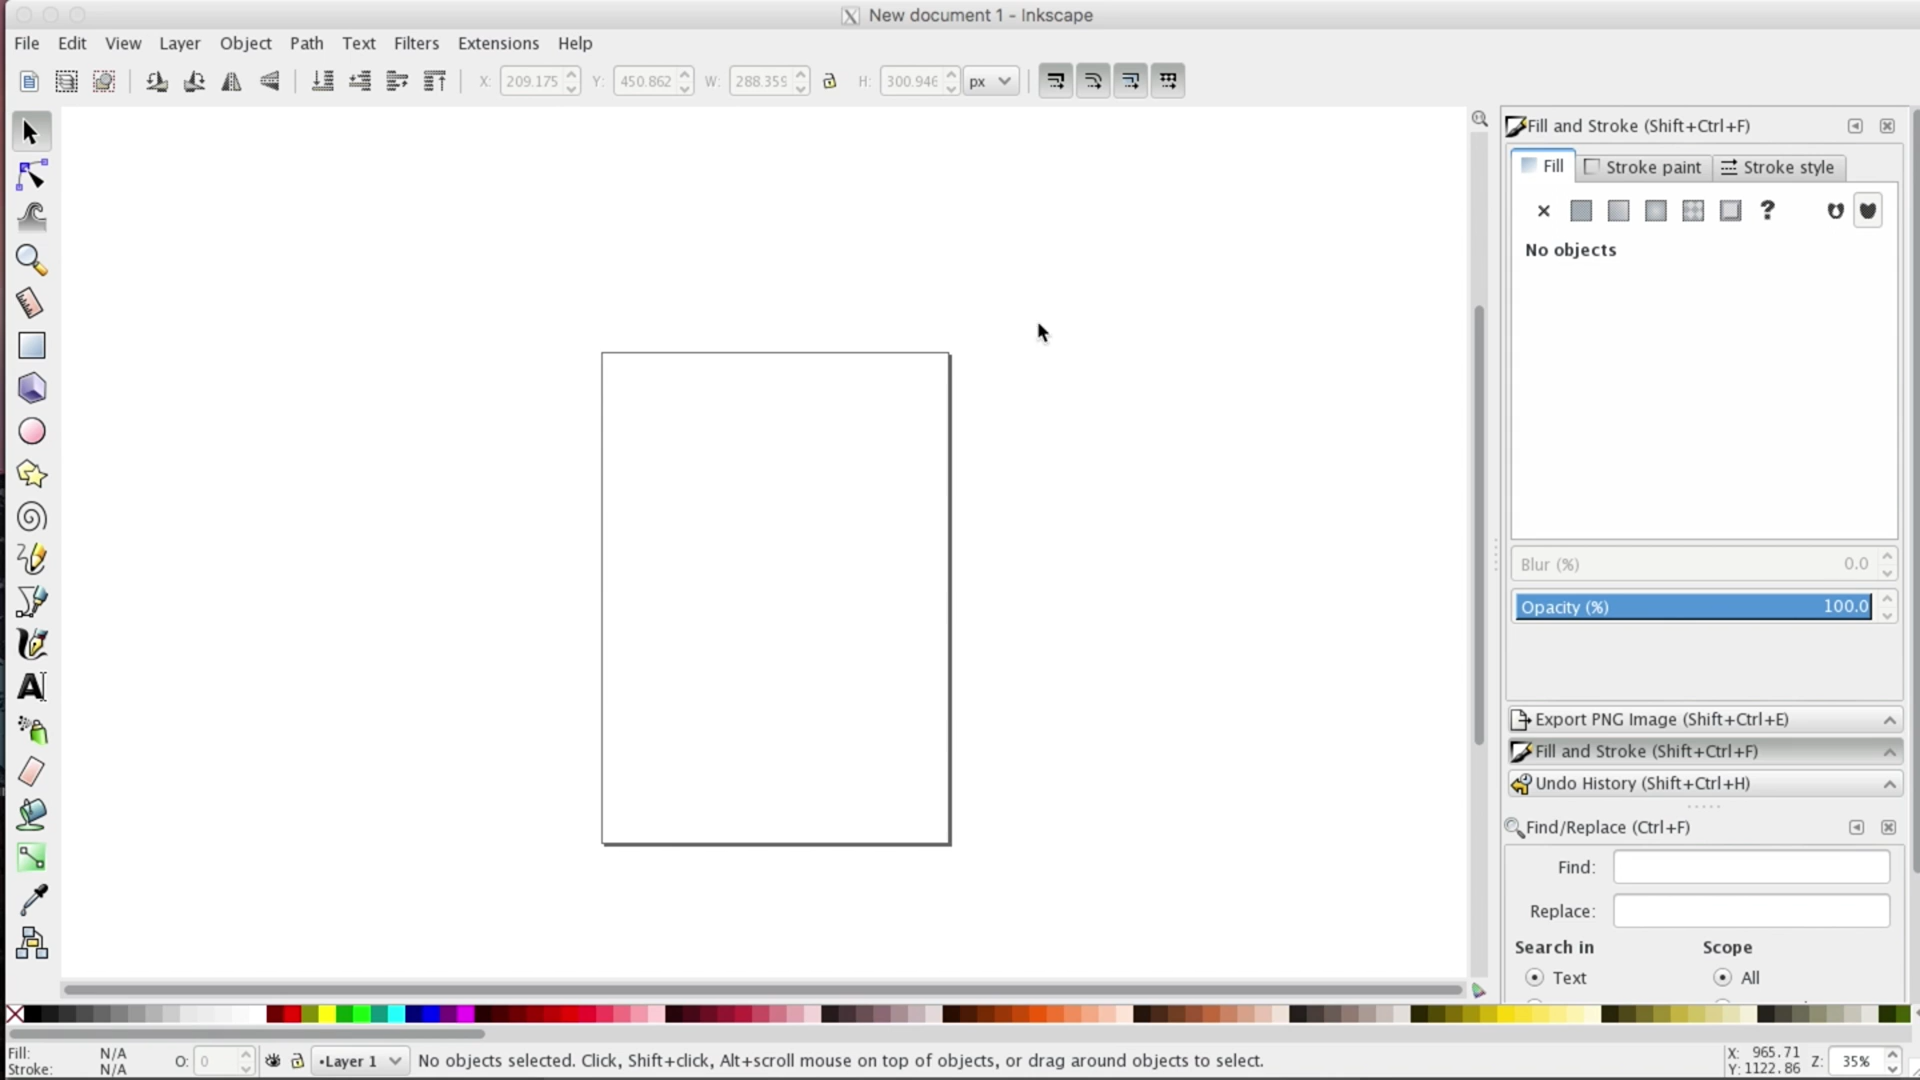 New document 1 - Inkscape
File Edit View Layer Object Path Text Filters Extensions Help
X: 209.175 Y: 450.862 W: 288.359 H: 300.946 px
Fill and Stroke (Shift+Ctrl+F)
Fill Stroke paint Stroke style
?
No objects
Blur (%) 0.0
Opacity (%) 100.0
Export PNG Image (Shift+Ctrl+E)
Fill and Stroke (Shift+Ctrl+F)
Undo History (Shift+Ctrl+H)
Find/Replace (Ctrl+F)
Find:
Replace:
Search in Scope
Text All
Fill: N/A
Stroke: N/A
O: 0
•Layer 1
No objects selected. Click, Shift+click, Alt+scroll mouse on top of objects, or drag around objects to select.
X: 965.71
Y: 1122.86
Z: 35%